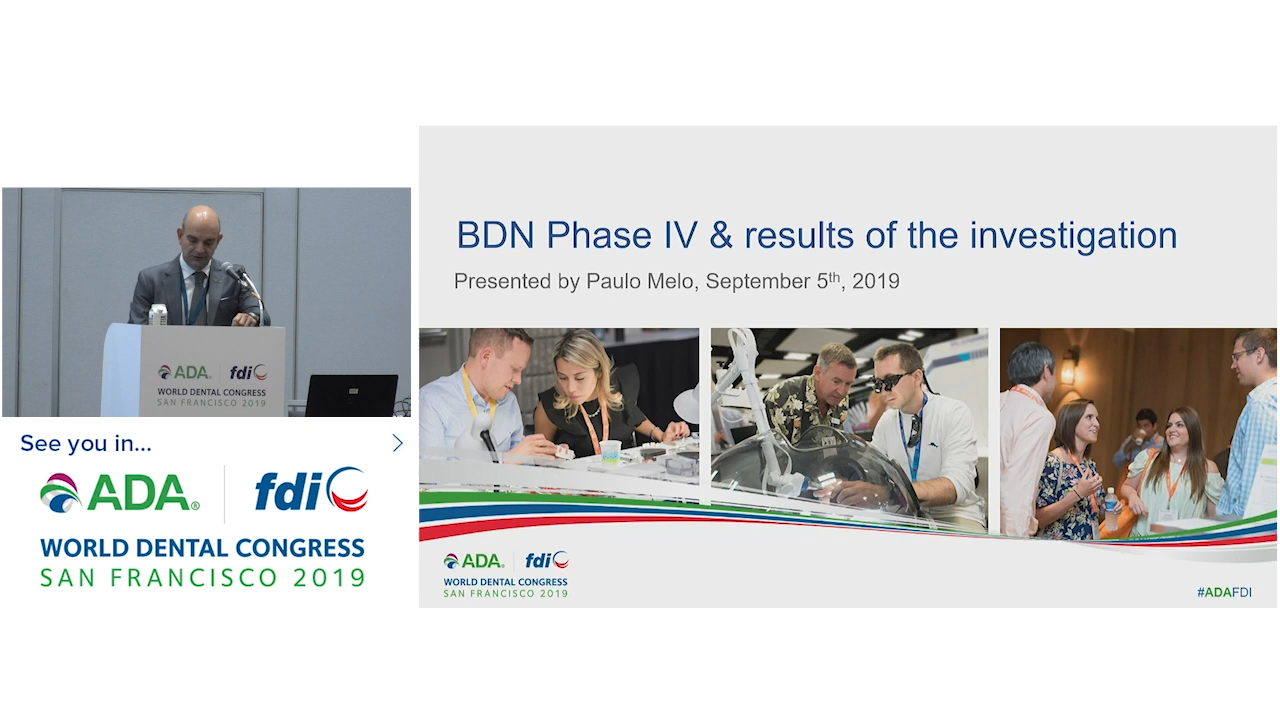 ADA fdi
WORLD DENTAL CONGRESS
SAN FRANCISCO 2019
See you in...
ADA® fdi
WORLD DENTAL CONGRESS
SAN FRANCISCO 2019
BDN Phase IV & results of the investigation
Presented by Paulo Melo, September 5th, 2019
ADA® fdi
WORLD DENTAL CONGRESS
SAN FRANCISCO 2019
#ADAFDI